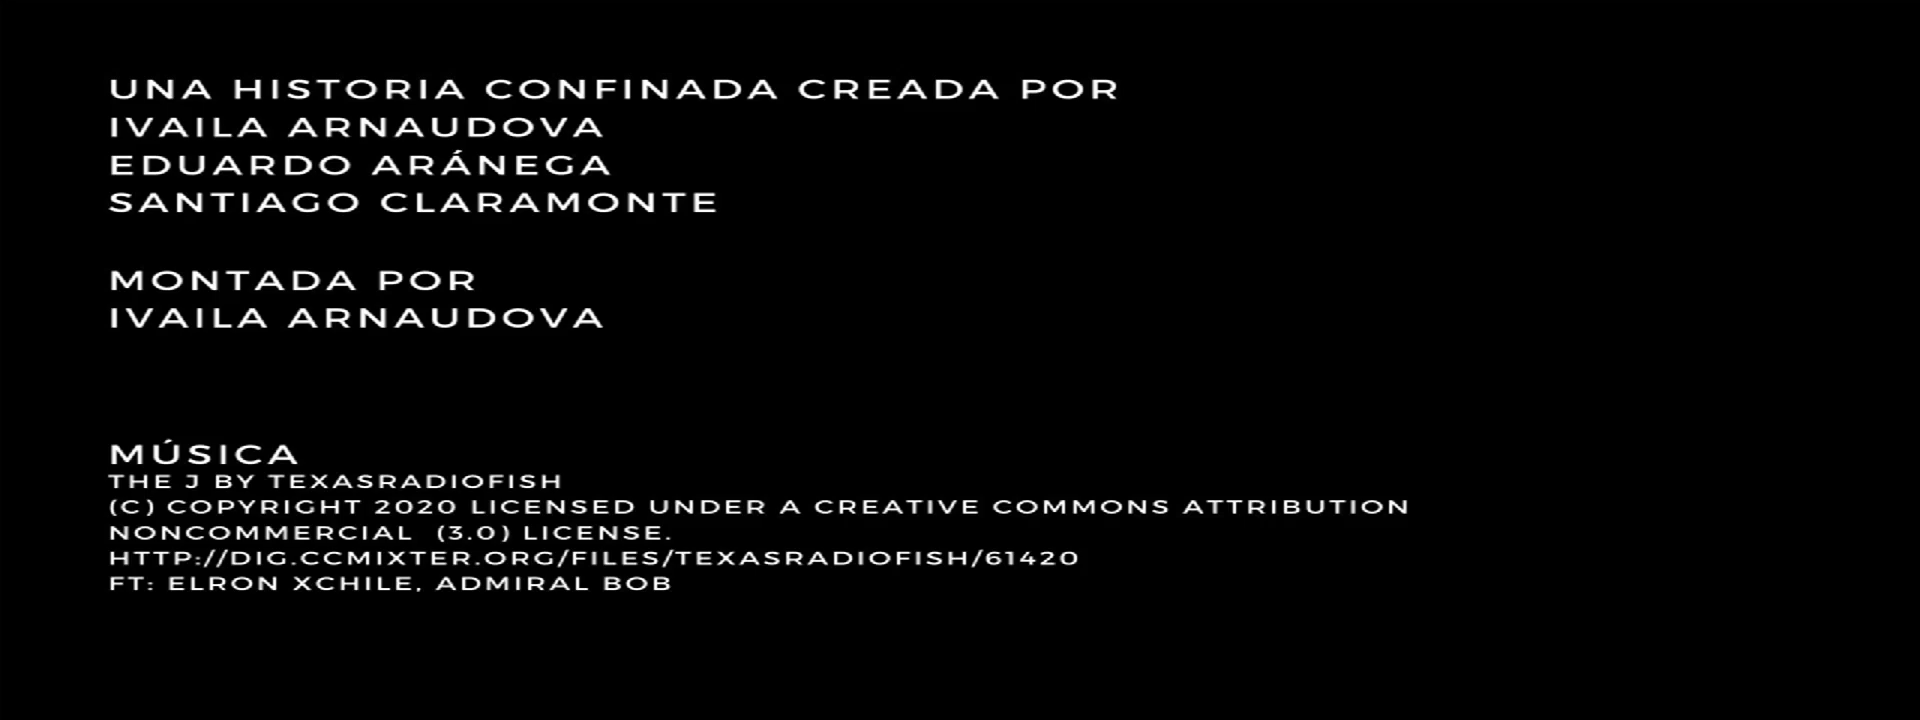 UNA HISTORIA CONFINADA CREADA POR
IVAILA ARNAUDOVA
EDUARDO ARÁNEGA
SANTIAGO CLARAMONTE
MONTADA POR
IVAILA ARNAUDOVA
MÚSICA
THE J BY TEXASRADIOFISH
(C) COPYRIGHT 2020 LICENSED UNDER A CREATIVE COMMONS ATTRIBUTION
NONCOMMERCIAL (3.0) LICENSE.
HTTP://DIG.CCMIXTER.ORG/FILES/TEXASRADIOFISH/61420
FT: ELRON XCHILE, ADMIRAL BOB